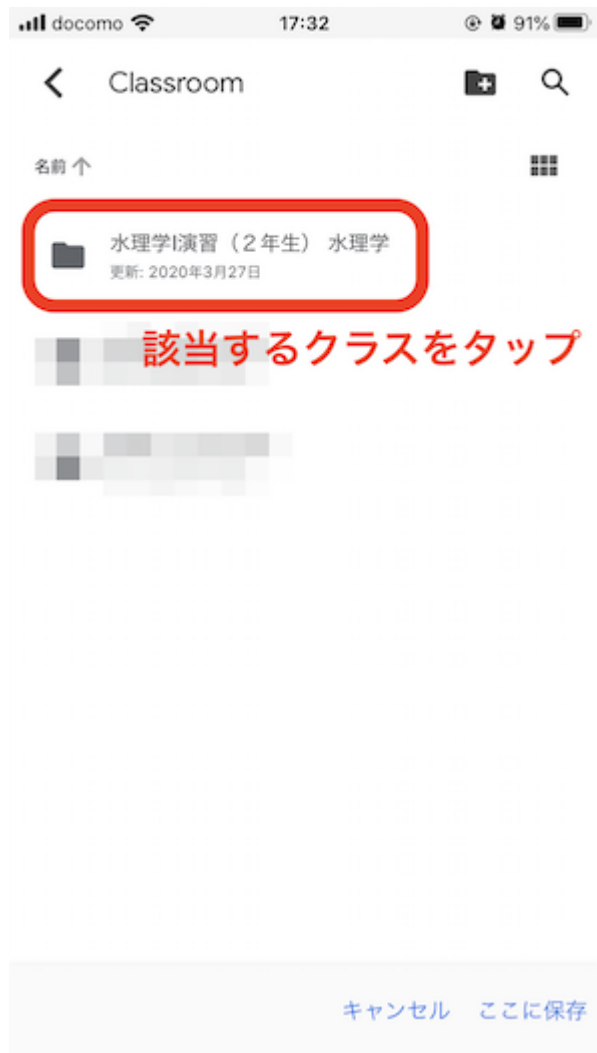 docomo 17:32 91%
Classroom
名前
水理学I演習（２年生） 水理学
更新: 2020年3月27日
該当するクラスをタップ
キャンセル ここに保存